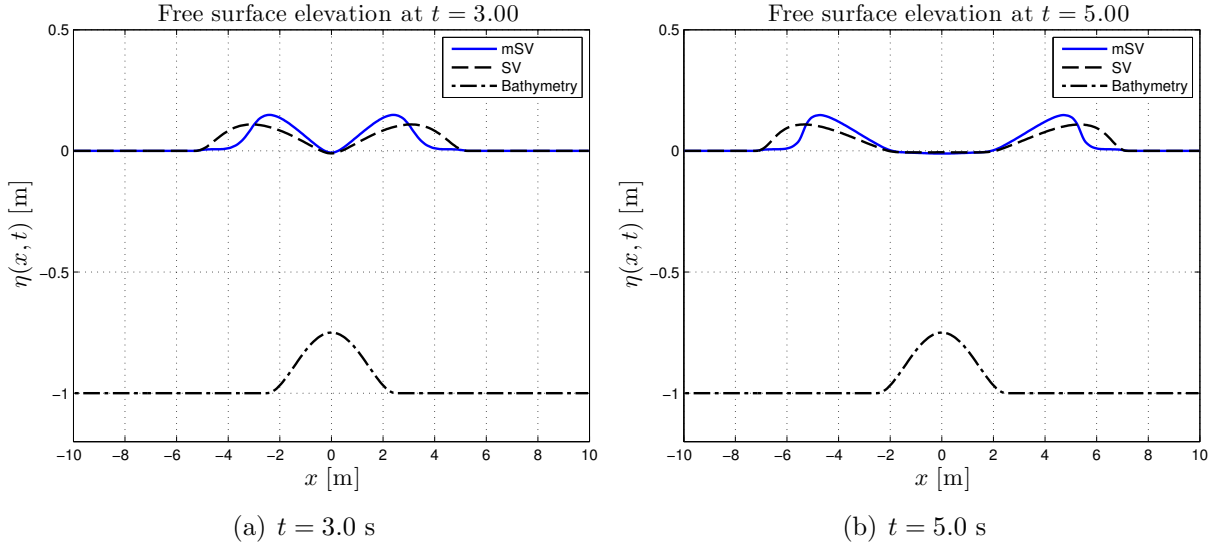 Free surface elevation at t = 3.00
mSV
SV
Bathymetry
0.5
0
−0.5
−1
η(x, t) [m]
−10 −8 −6 −4 −2 0 2 4 6 8 10
x [m]
(a) t = 3.0 s
Free surface elevation at t = 5.00
mSV
SV
Bathymetry
0.5
0
−0.5
−1
η(x, t) [m]
−10 −8 −6 −4 −2 0 2 4 6 8 10
x [m]
(b) t = 5.0 s